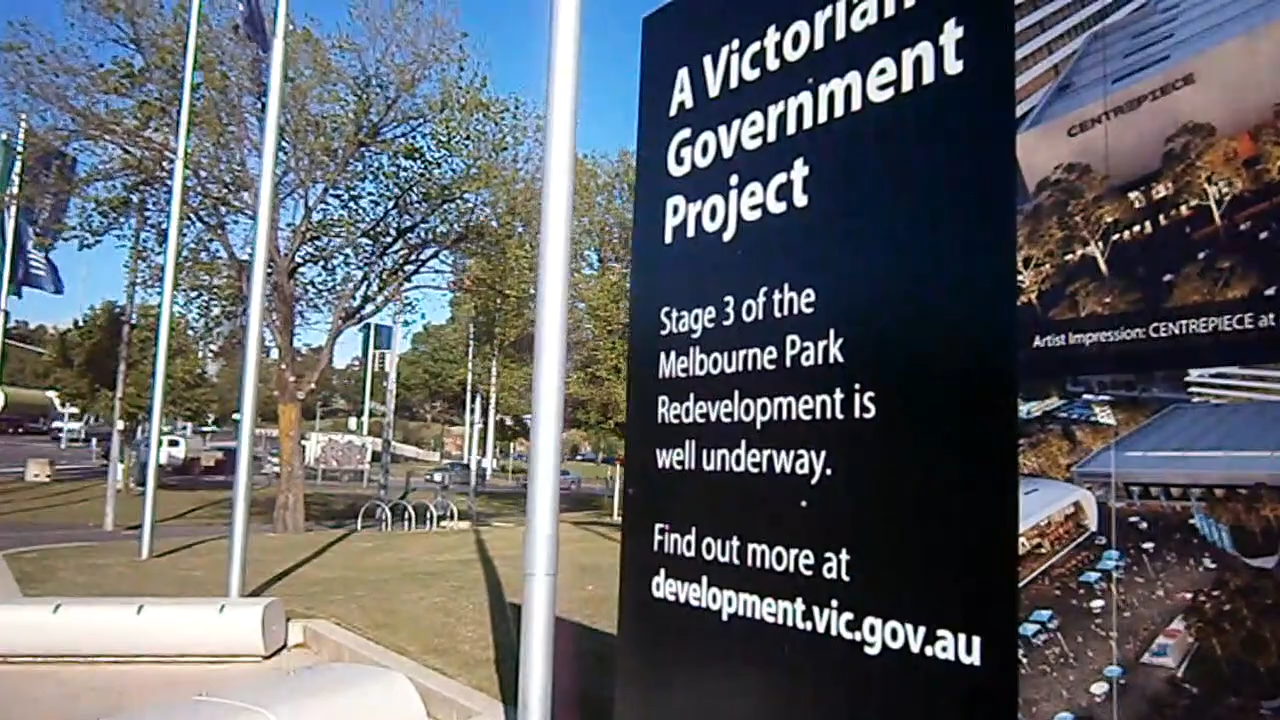 A Victorian
Government
Project
Stage 3 of the
Melbourne Park
Redevelopment is
well underway.
Find out more at
development.vic.gov.au
CENTREPIECE
Artist Impression: CENTREPIECE at